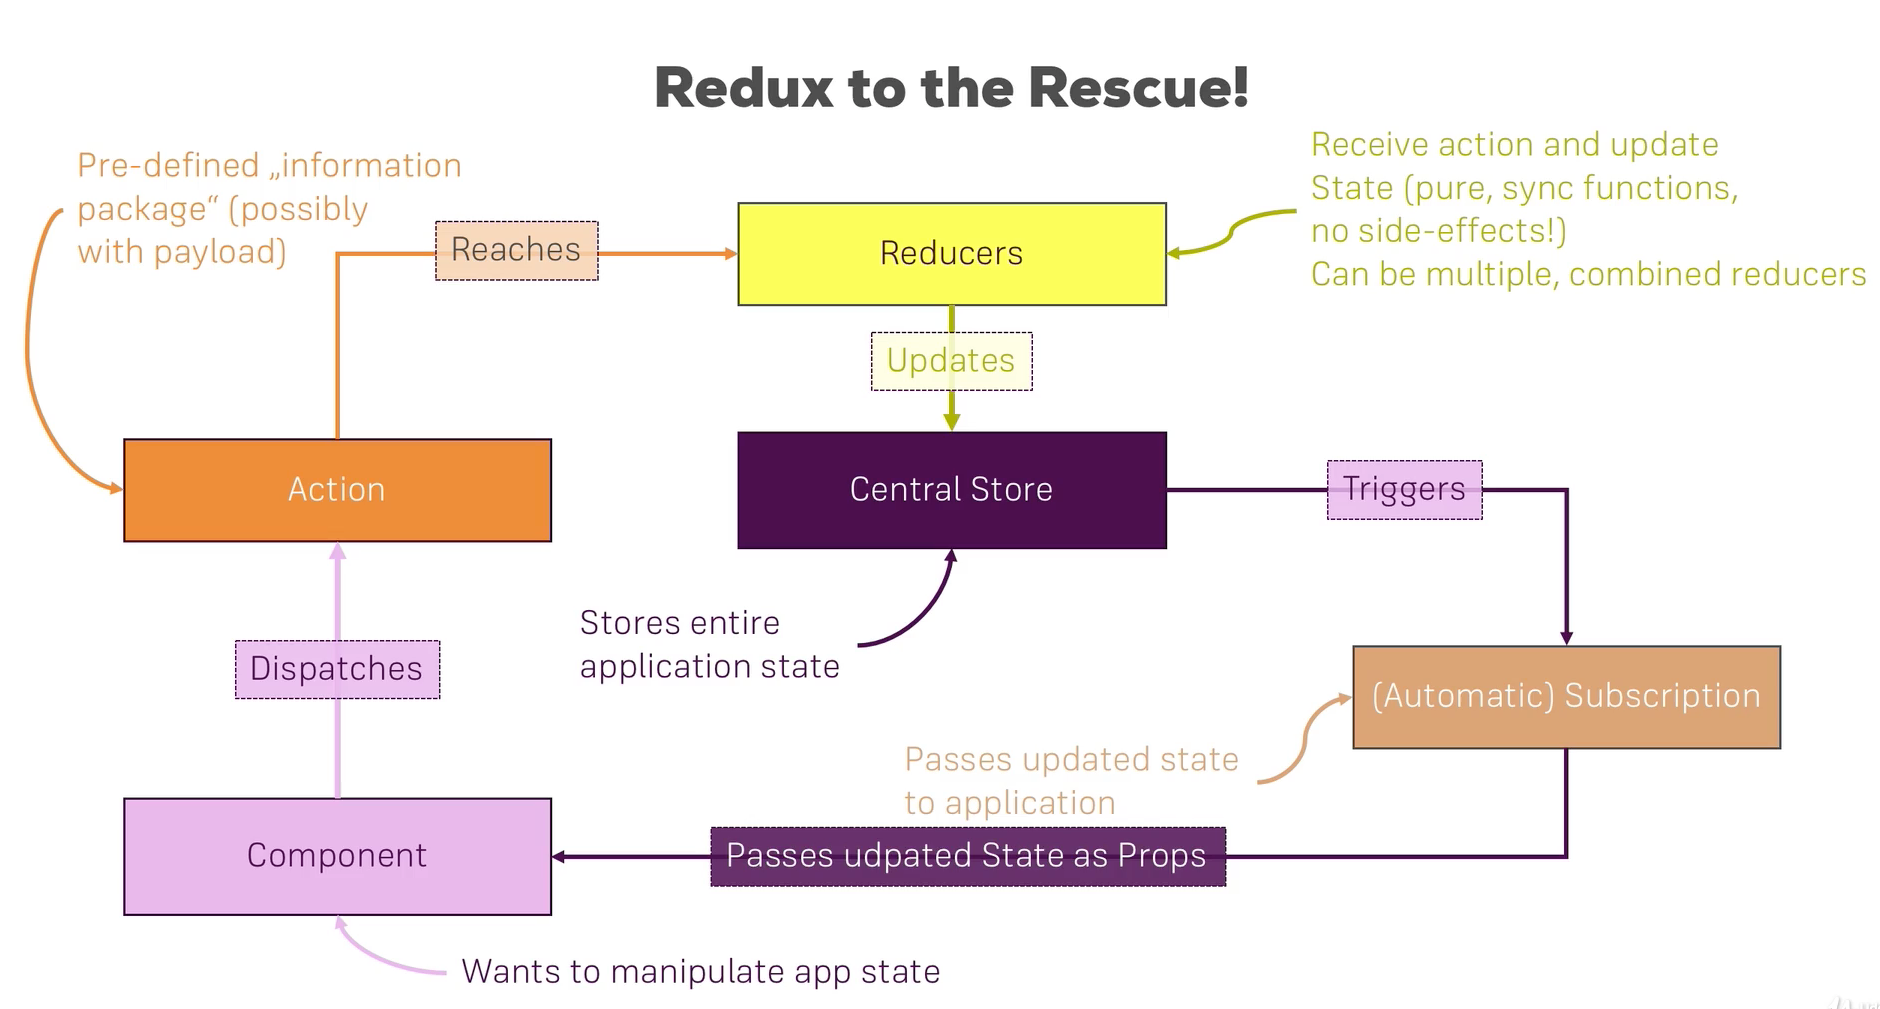 Redux to the Rescue!
Pre-defined „information
package“ (possibly
with payload)
Reaches
Reducers
Receive action and update
State (pure, sync functions,
no side-effects!)
Can be multiple, combined reducers
Updates
Action
Central Store
Triggers
Stores entire
application state
Dispatches
(Automatic) Subscription
Passes updated state
to application
Component
Passes udpated State as Props
Wants to manipulate app state